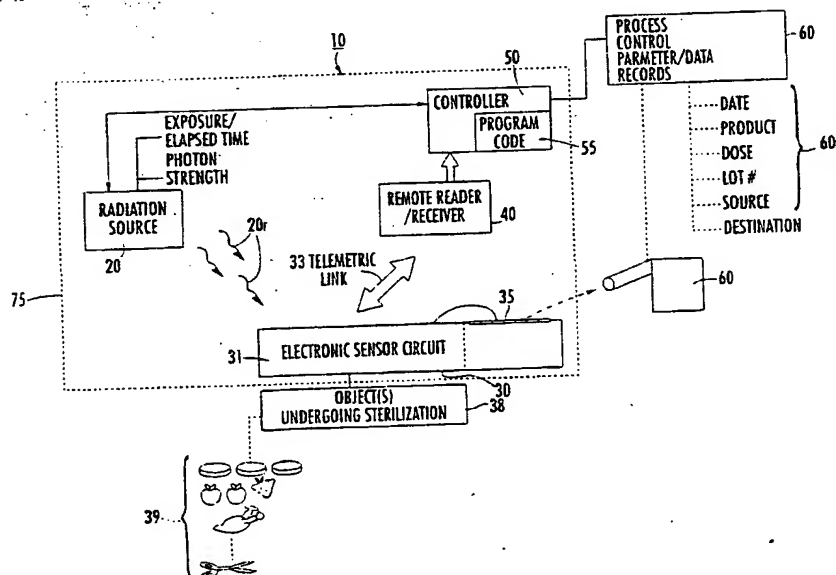 10
60
PROCESS
CONTROL
PARMETER/DATA
RECORDS
50
CONTROLLER
PROGRAM
CODE
55
EXPOSURE/
ELAPSED TIME
PHOTON
STRENGTH
DATE
PRODUCT
DOSE
LOT #
SOURCE
DESTINATION
60
REMOTE READER
/RECEIVER
40
RADIATION
SOURCE
20
20r
33 TELEMETRIC
LINK
75
35
60
31
ELECTRONIC SENSOR CIRCUIT
30
OBJECT(S)
UNDERGOING STERILIZATION
38
39